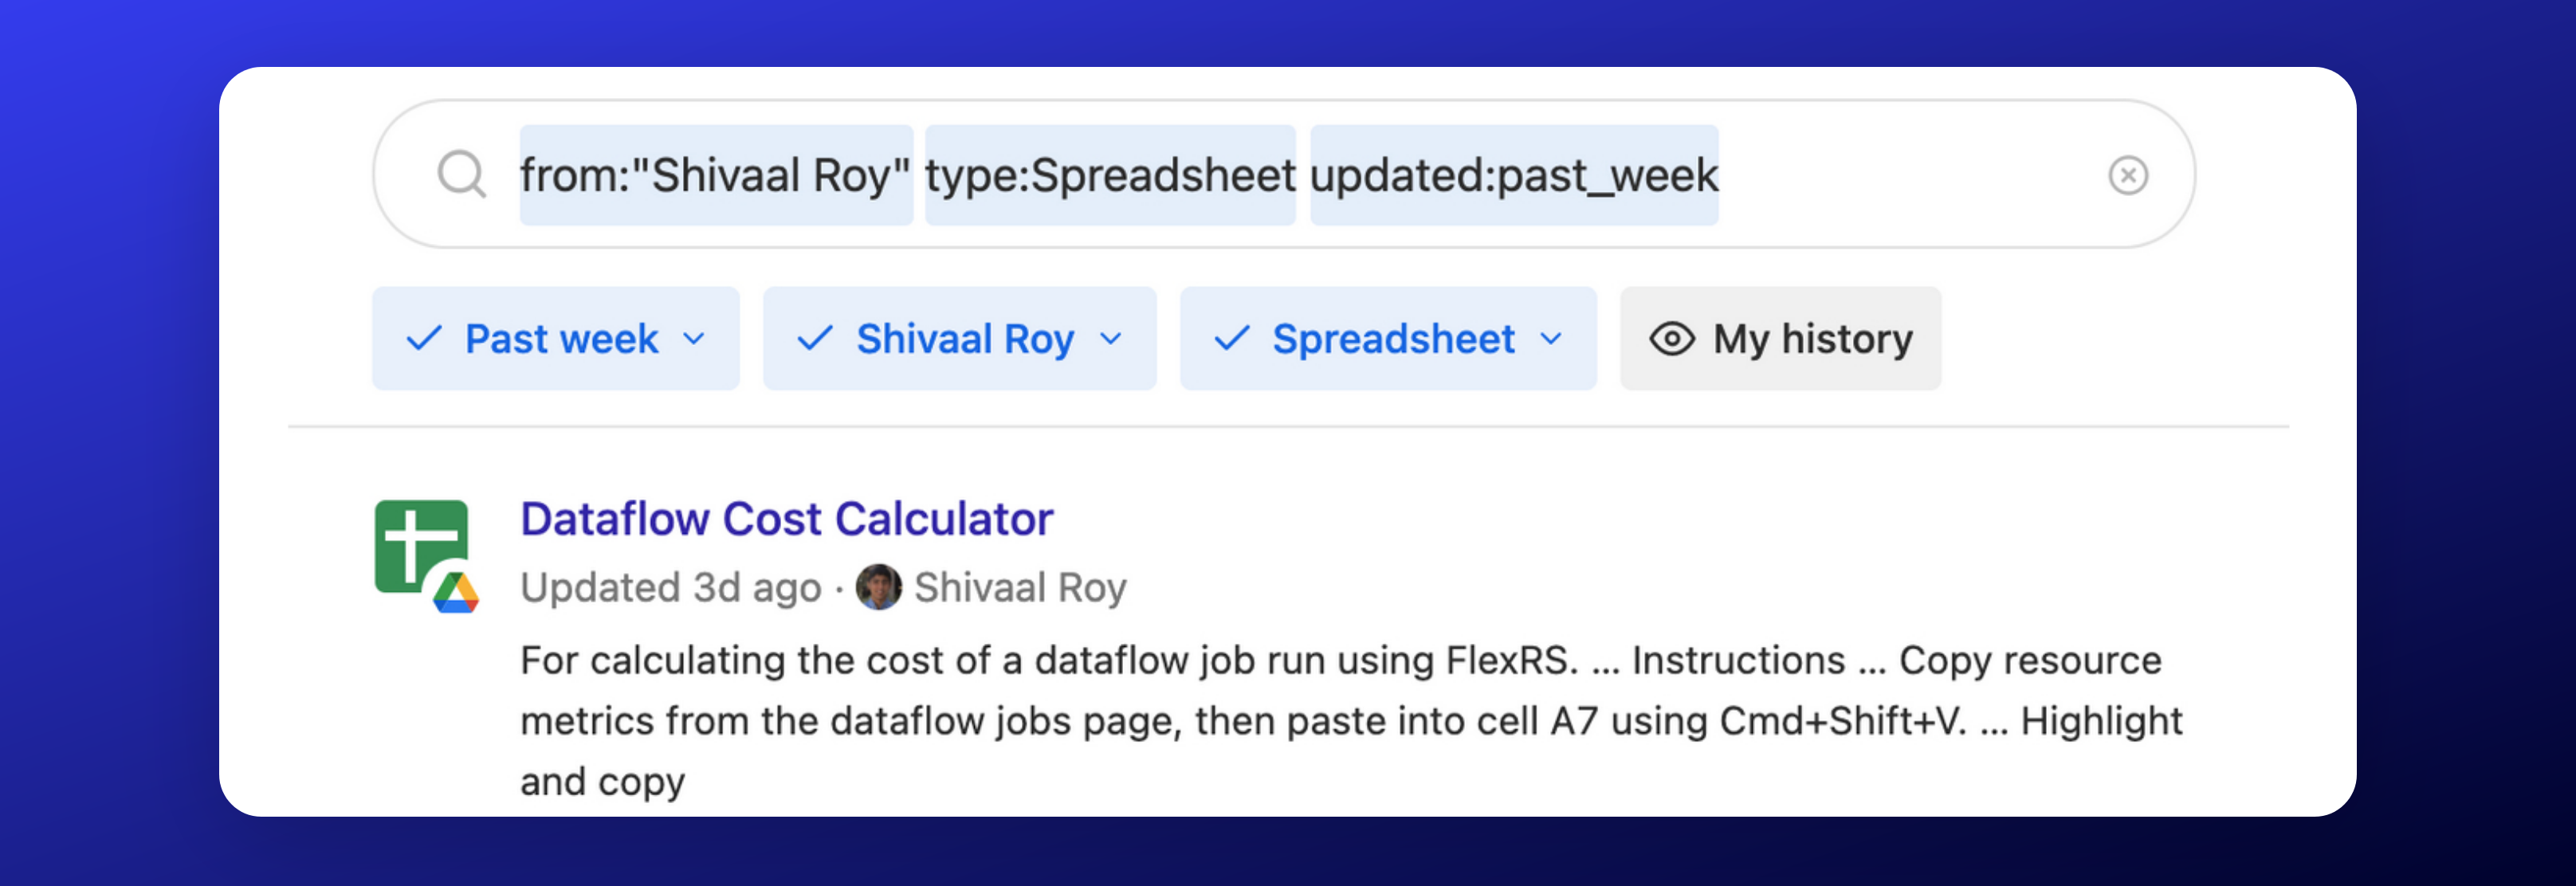 from:"Shivaal Roy" type:Spreadsheet updated:past_week
Past week Shivaal Roy Spreadsheet My history
Dataflow Cost Calculator
Updated 3d ago · Shivaal Roy
For calculating the cost of a dataflow job run using FlexRS. ... Instructions ... Copy resource
metrics from the dataflow jobs page, then paste into cell A7 using Cmd+Shift+V. ... Highlight
and copy